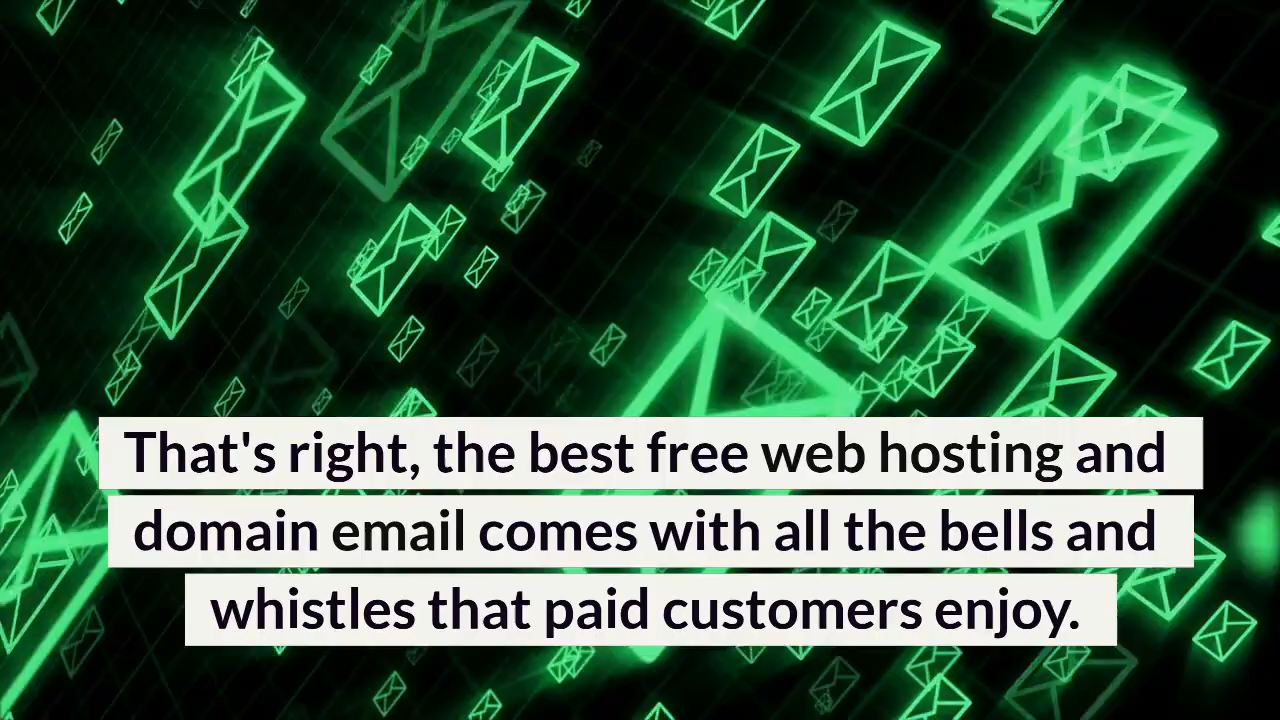 That's right, the best free web hosting and
domain email comes with all the bells and
whistles that paid customers enjoy.